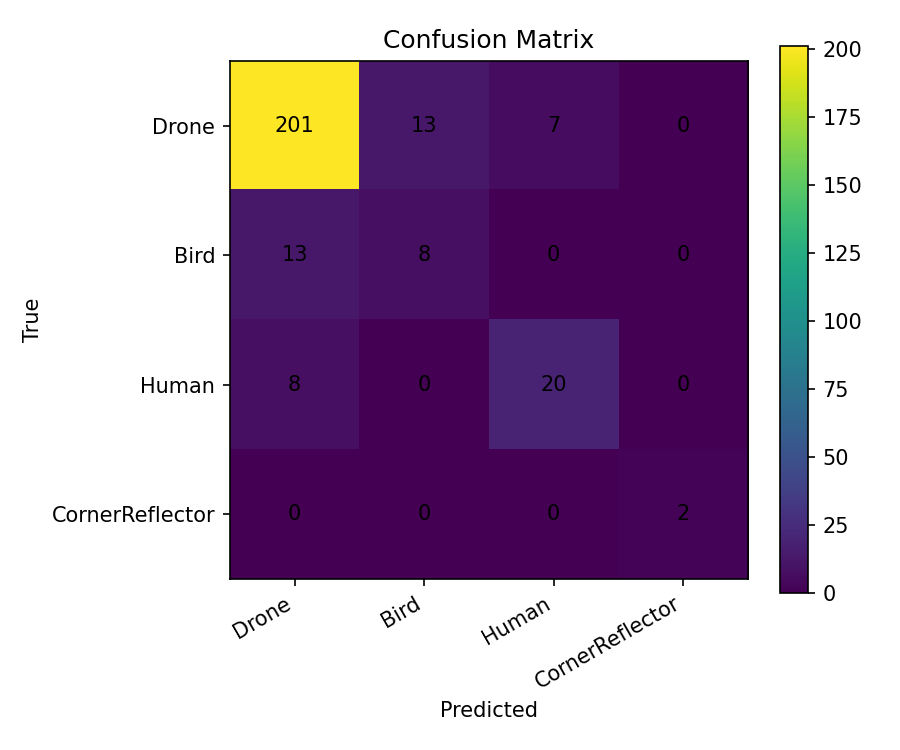 Confusion Matrix
200
175
150
125
100
75
50
25
0
True
Drone
201 13 7 0
Bird
13 8 0 0
Human
8 0 20 0
CornerReflector
0 0 0 2
Drone
Bird
Human
CornerReflector
Predicted